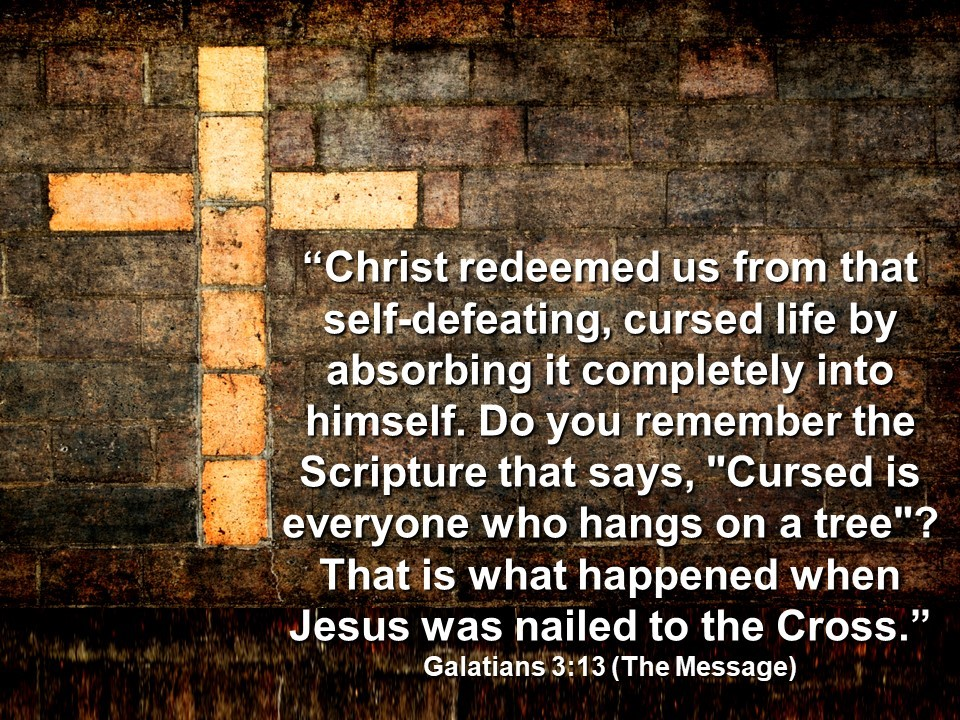 “Christ redeemed us from that
self-defeating, cursed life by
absorbing it completely into
himself. Do you remember the
Scripture that says, "Cursed is
everyone who hangs on a tree"?
That is what happened when
Jesus was nailed to the Cross.”
Galatians 3:13 (The Message)